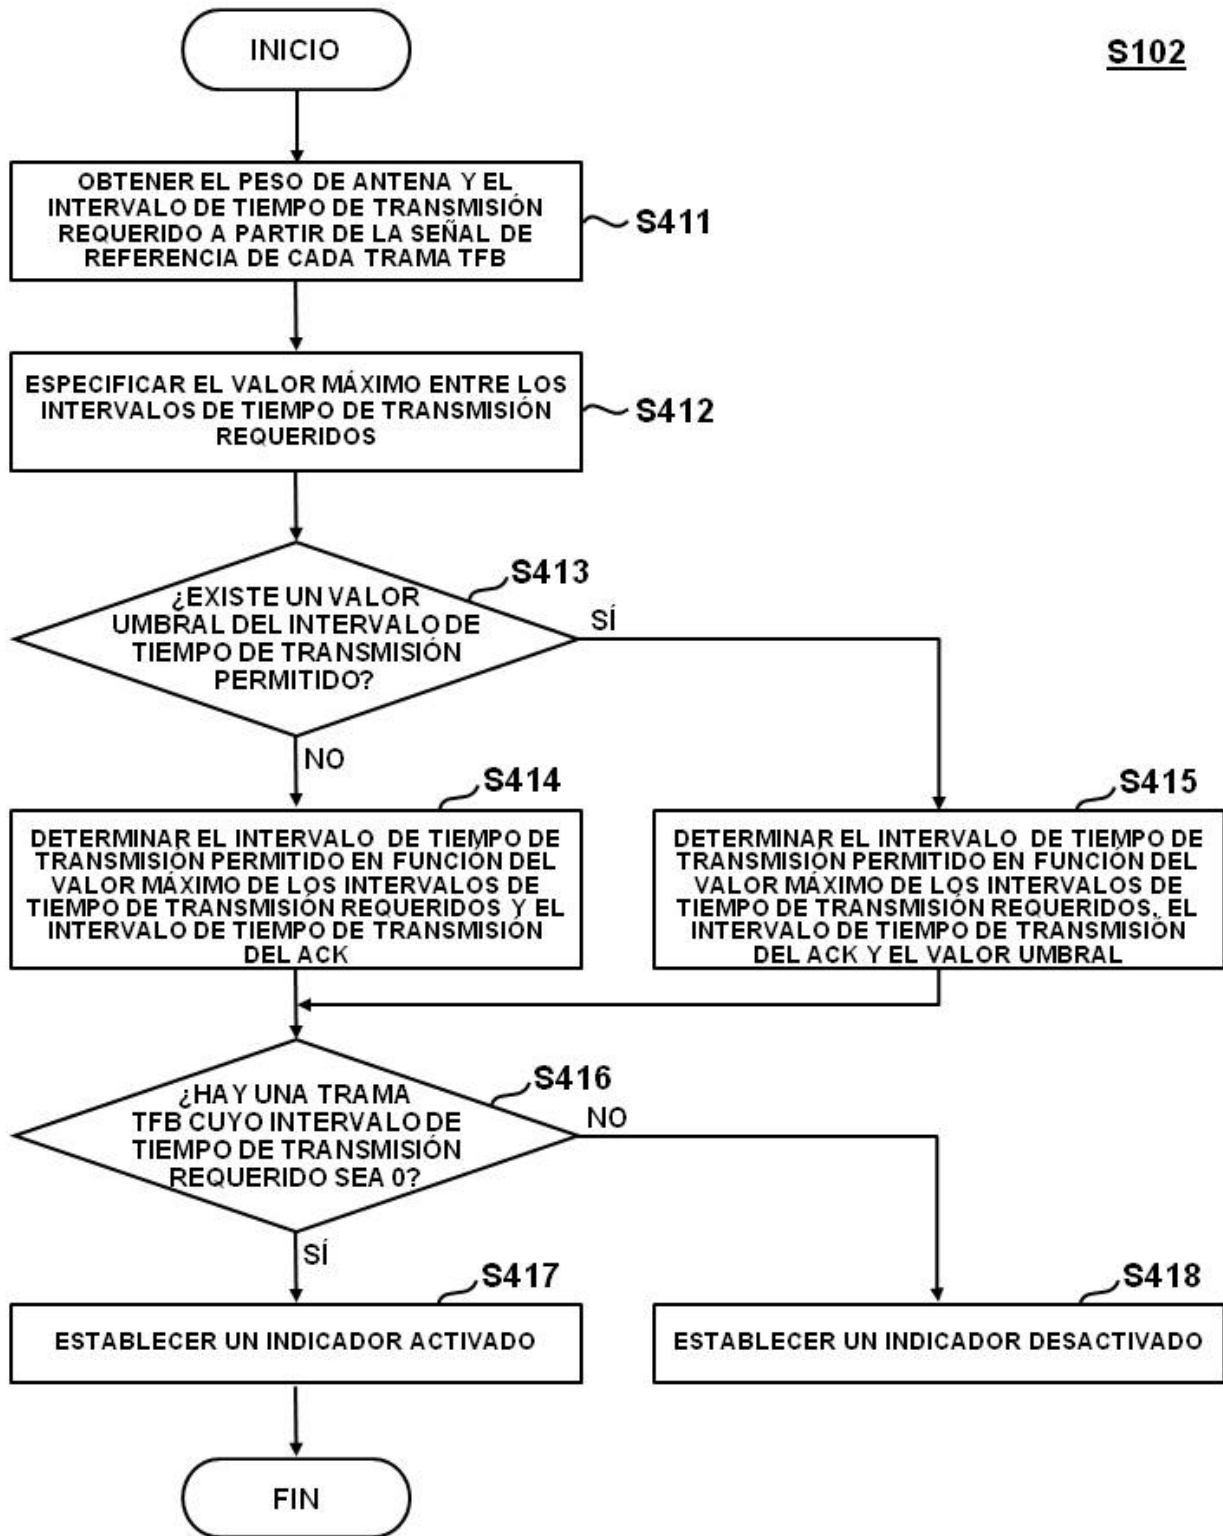 INICIO
S102
OBTENER EL PESO DE ANTENA Y EL
INTERVALO DE TIEMPO DE TRANSMISIÓN
REQUERIDO A PARTIR DE LA SEÑAL DE
REFERENCIA DE CADA TRAMA TFB
S411
ESPECIFICAR EL VALOR MÁXIMO ENTRE LOS
INTERVALOS DE TIEMPO DE TRANSMISIÓN
REQUERIDOS
S412
S413
¿EXISTE UN VALOR
UMBRAL DEL INTERVALO DE
TIEMPO DE TRANSMISIÓN
PERMITIDO?
SÍ
NO
S414
DETERMINAR EL INTERVALO DE TIEMPO DE
TRANSMISIÓN PERMITIDO EN FUNCIÓN DEL
VALOR MÁXIMO DE LOS INTERVALOS DE
TIEMPO DE TRANSMISIÓN REQUERIDOS Y EL
INTERVALO DE TIEMPO DE TRANSMISIÓN
DEL ACK
S415
DETERMINAR EL INTERVALO DE TIEMPO DE
TRANSMISIÓN PERMITIDO EN FUNCIÓN DEL
VALOR MÁXIMO DE LOS INTERVALOS DE
TIEMPO DE TRANSMISIÓN REQUERIDOS, EL
INTERVALO DE TIEMPO DE TRANSMISIÓN
DEL ACK Y EL VALOR UMBRAL
S416
¿HAY UNA TRAMA
TFB CUYO INTERVALO DE
TIEMPO DE TRANSMISIÓN
REQUERIDO SEA 0?
NO
SÍ
S417
ESTABLECER UN INDICADOR ACTIVADO
S418
ESTABLECER UN INDICADOR DESACTIVADO
FIN